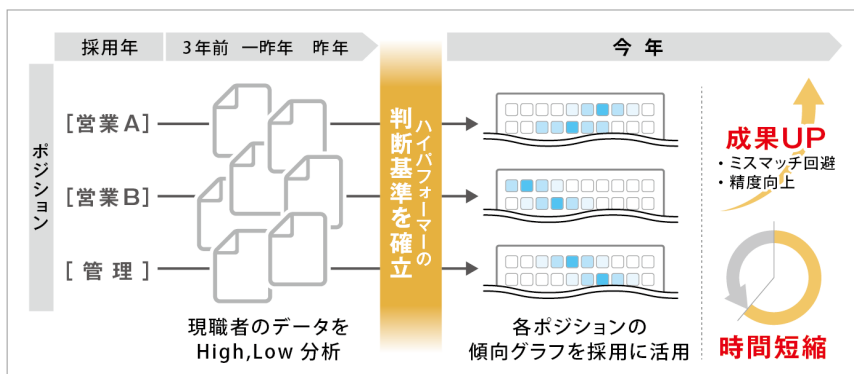 採用年
3年前 一昨年 昨年
今年
ポジション
[営業A]
[営業B]
[管理]
ハイパフォーマーの
判断基準を確立
現職者のデータを
High,Low 分析
各ポジションの
傾向グラフを採用に活用
成果UP
・ミスマッチ回避
・精度向上
時間短縮